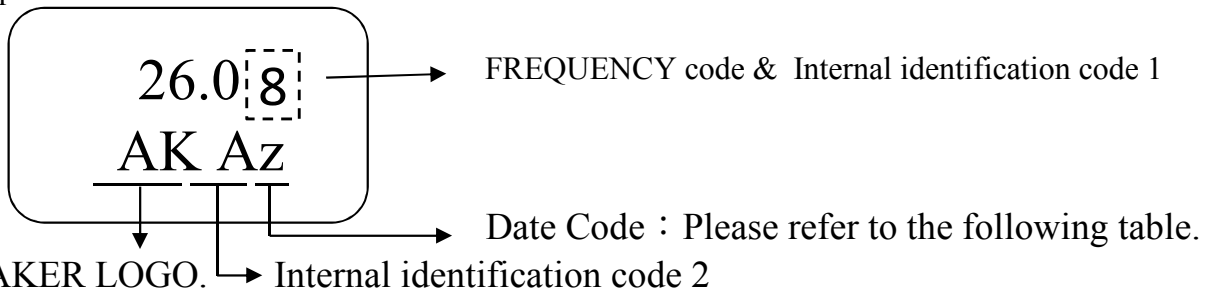 26.08
FREQUENCY code & Internal identification code 1
AK Az
Date Code：Please refer to the following table.
AKER LOGO.
Internal identification code 2